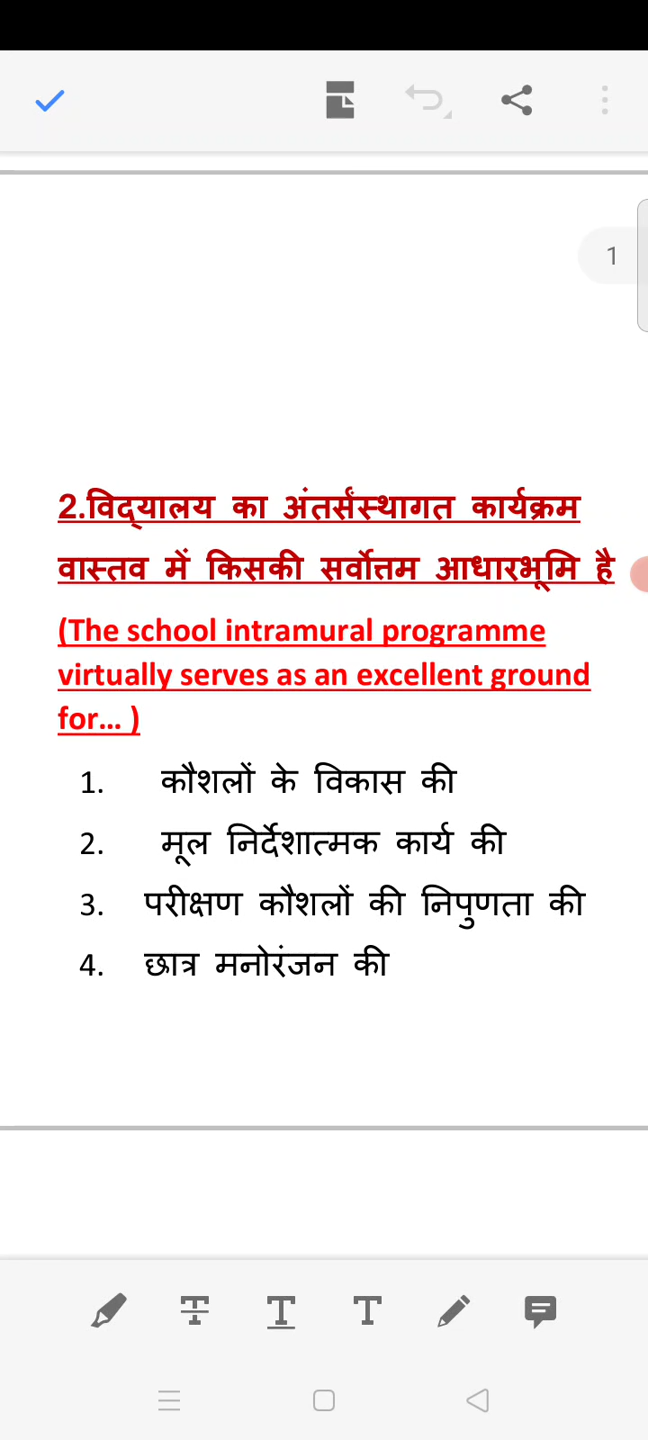 1
2.विद्यालय का अंतर्संस्थागत कार्यक्रम
वास्तव में किसकी सर्वोत्तम आधारभूमि है
(The school intramural programme
virtually serves as an excellent ground
for... )
1. कौशलों के विकास की
2. मूल निर्देशात्मक कार्य की
3. परीक्षण कौशलों की निपुणता की
4. छात्र मनोरंजन की
T T T